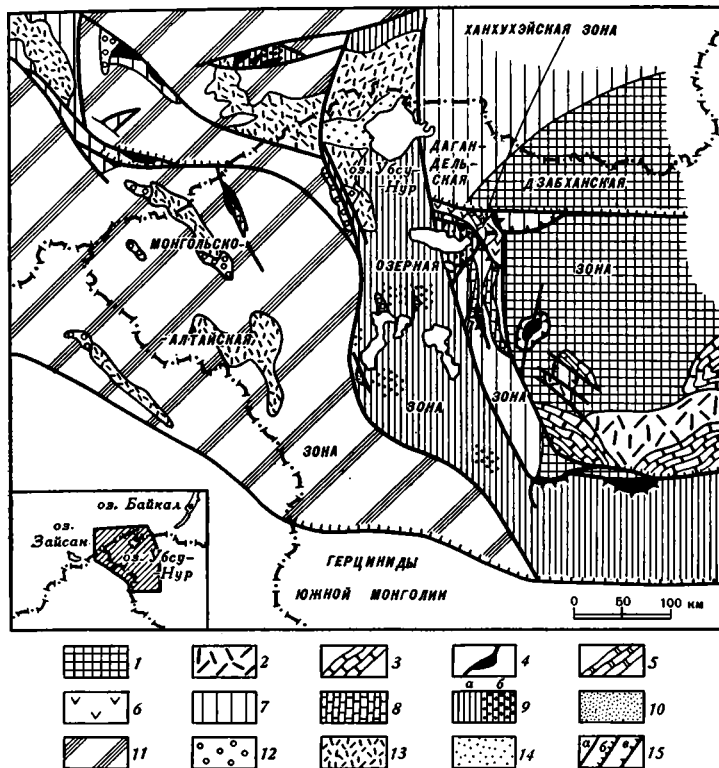 ХАНХУХЭЙСКАЯ ЗОНА
ДАГАН-
ДЕЛЬ-
СКАЯ
оз. Убсу-
-Нур
ДЗАБХАНСКАЯ
МОНГОЛЬСКО-
ОЗЕРНАЯ
ЗОНА
-АЛТАЙСКАЯ
ЗОНА
ЗОНА
ЗОНА
оз. Байкал
оз.
Зайсан
оз. Убсу-
Нур
ГЕРЦИНИДЫ
ЮЖНОЙ МОНГОЛИИ
0 50 100 км
1 2 3 4 5
а б
6 7 8 9 10
11 12 13 14 а б в 15